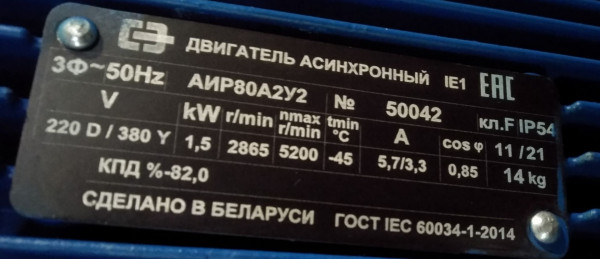 ДВИГАТЕЛЬ АСИНХРОННЫЙ IE1 EAC
3Ф~50Hz АИР80А2У2 № 50042 кл.F IP54
V kW r/min nmax r/min tmin °C A cos φ 11/21
220 D / 380 Y 1,5 2865 5200 -45 5,7/3,3 0,85 14 kg
КПД %-82,0
СДЕЛАНО В БЕЛАРУСИ ГОСТ IEC 60034-1-2014